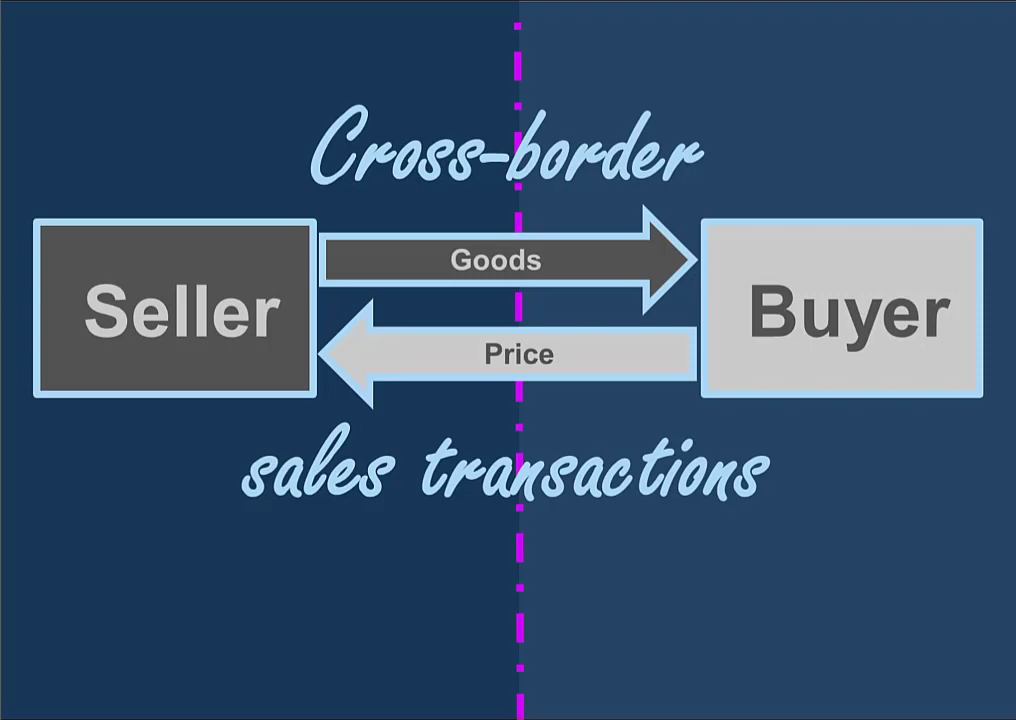 Cross-border
Goods
Seller
Buyer
Price
sales transactions